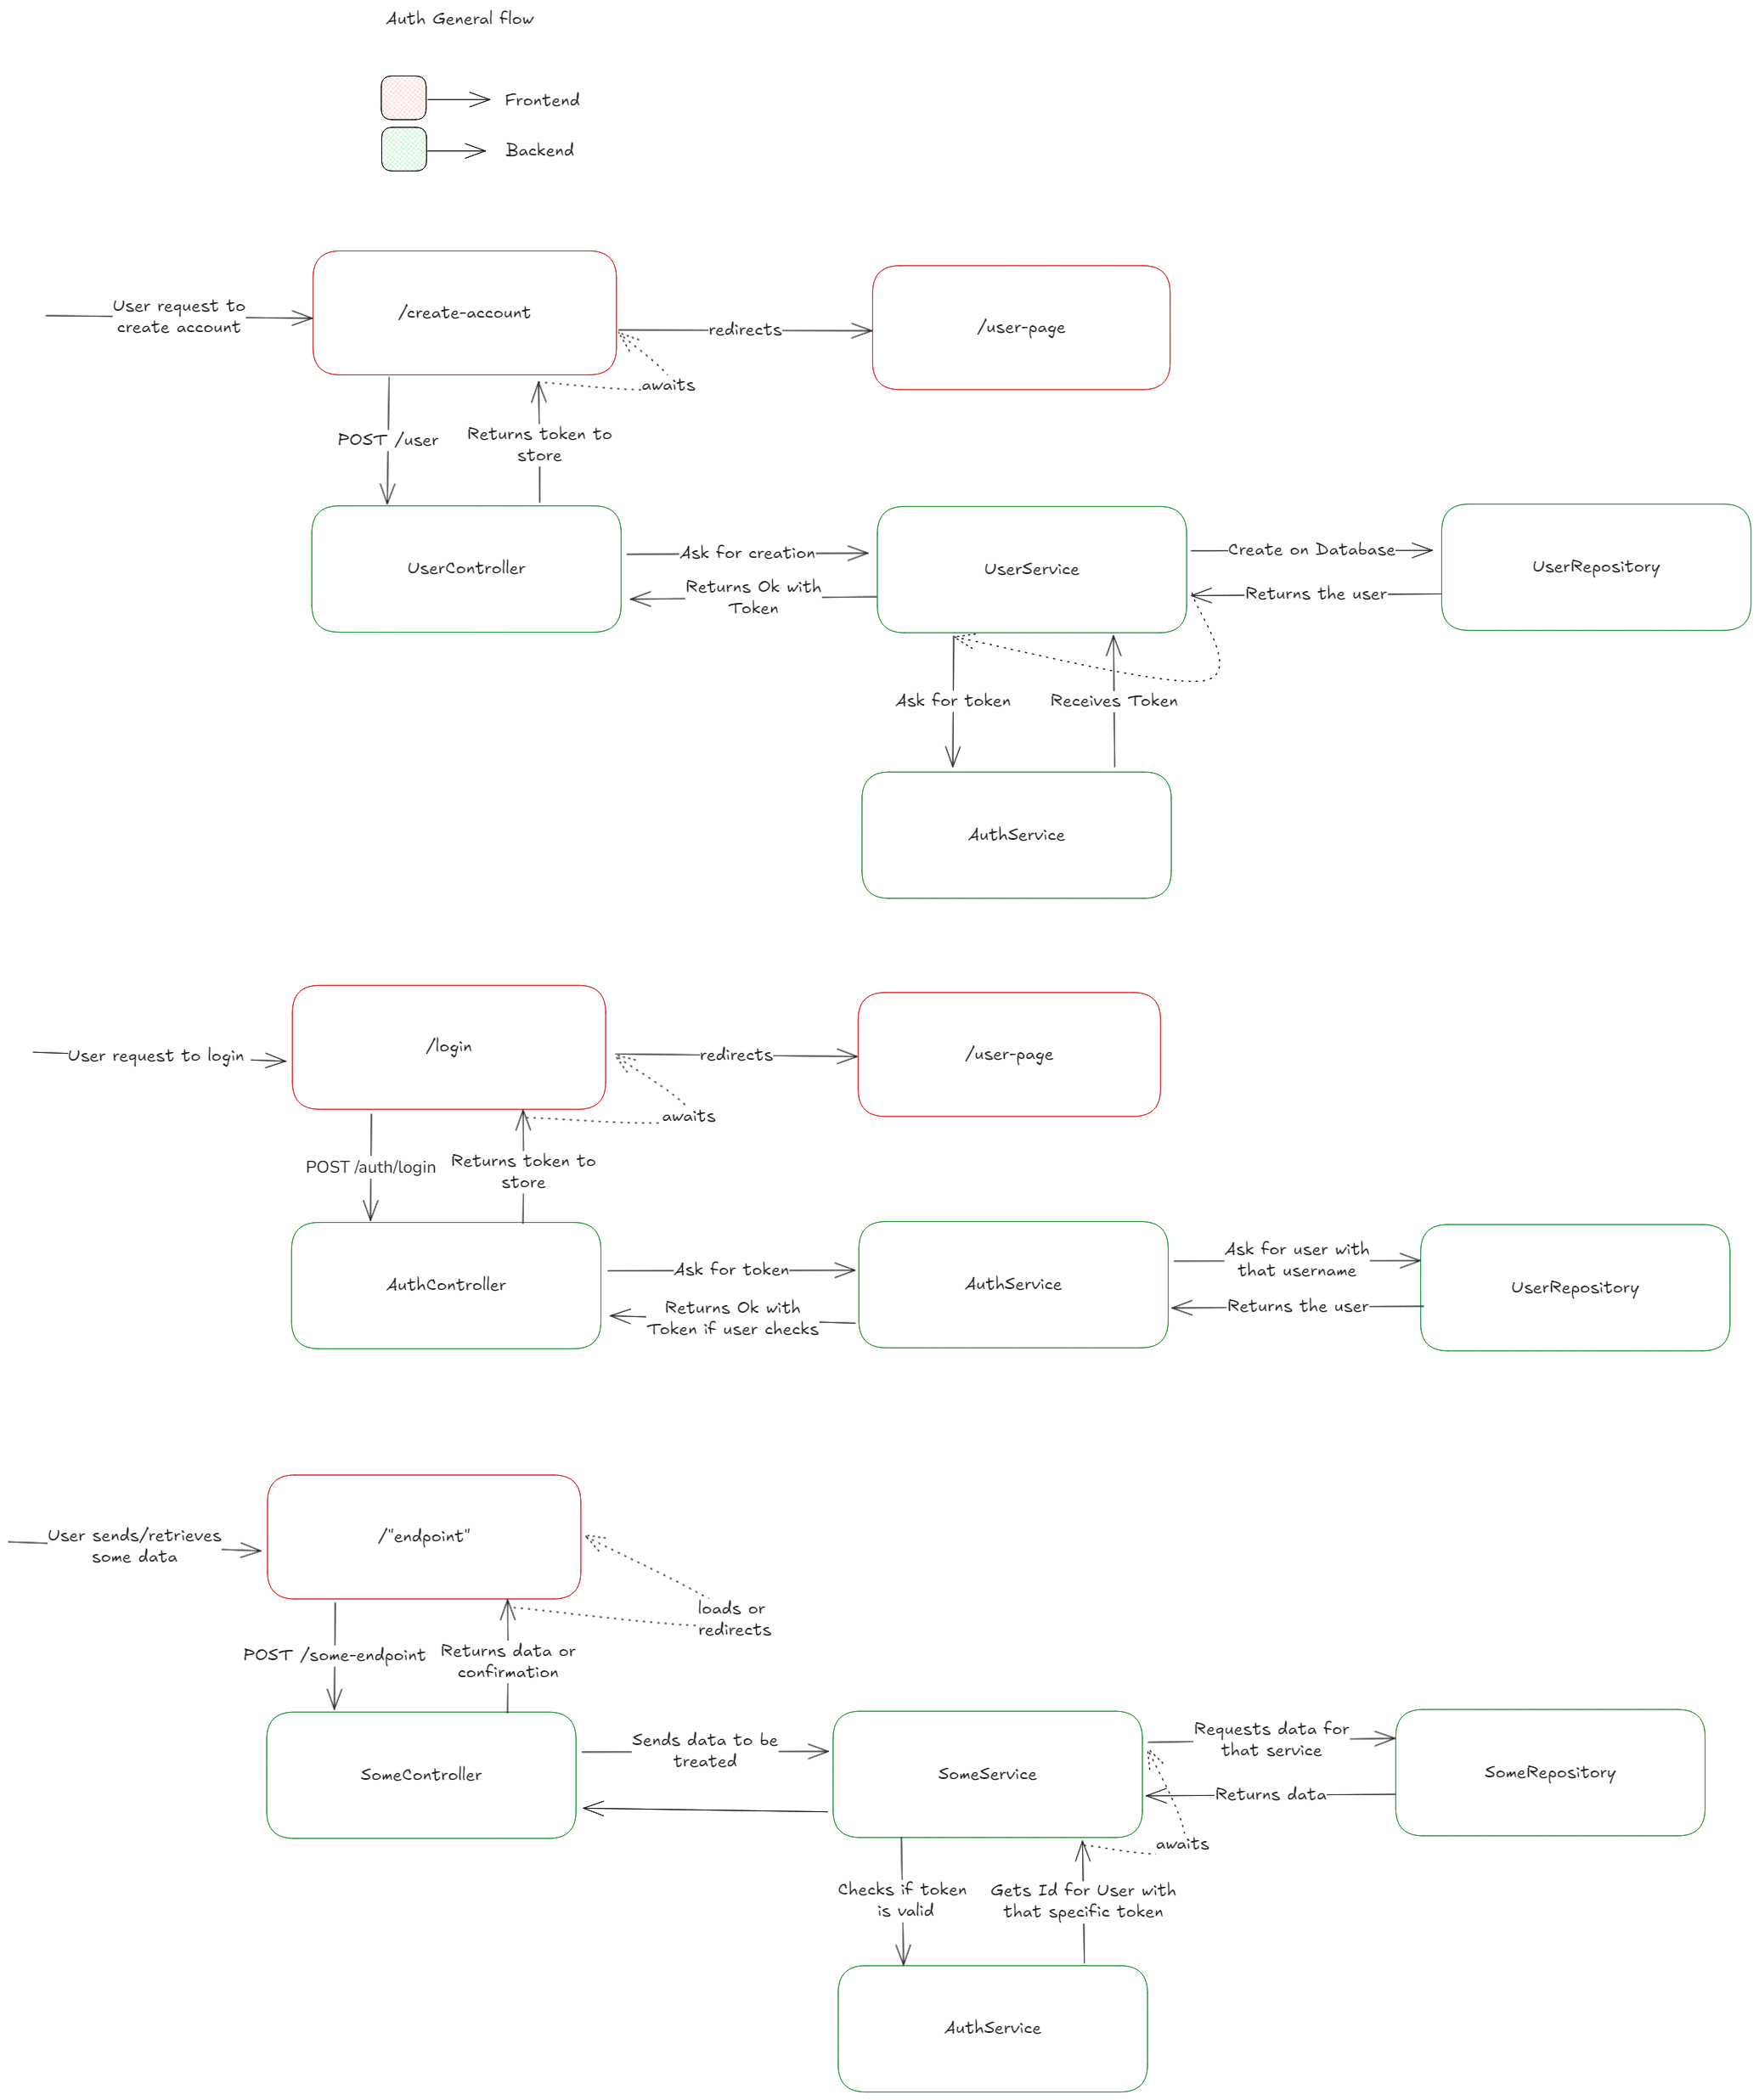 Auth General flow
Frontend
Backend
User request to
create account
/create-account
redirects
/user-page
awaits
POST /user
Returns token to
store
UserController
Ask for creation
Returns Ok with
Token
UserService
Create on Database
Returns the user
UserRepository
Ask for token
Receives Token
AuthService
User request to login
/login
redirects
/user-page
awaits
POST /auth/login
Returns token to
store
AuthController
Ask for token
Returns Ok with
Token if user checks
AuthService
Ask for user with
that username
Returns the user
UserRepository
User sends/retrieves
some data
/"endpoint"
loads or
redirects
POST /some-endpoint
Returns data or
confirmation
SomeController
Sends data to be
treated
SomeService
Requests data for
that service
Returns data
SomeRepository
awaits
Checks if token
is valid
Gets Id for User with
that specific token
AuthService